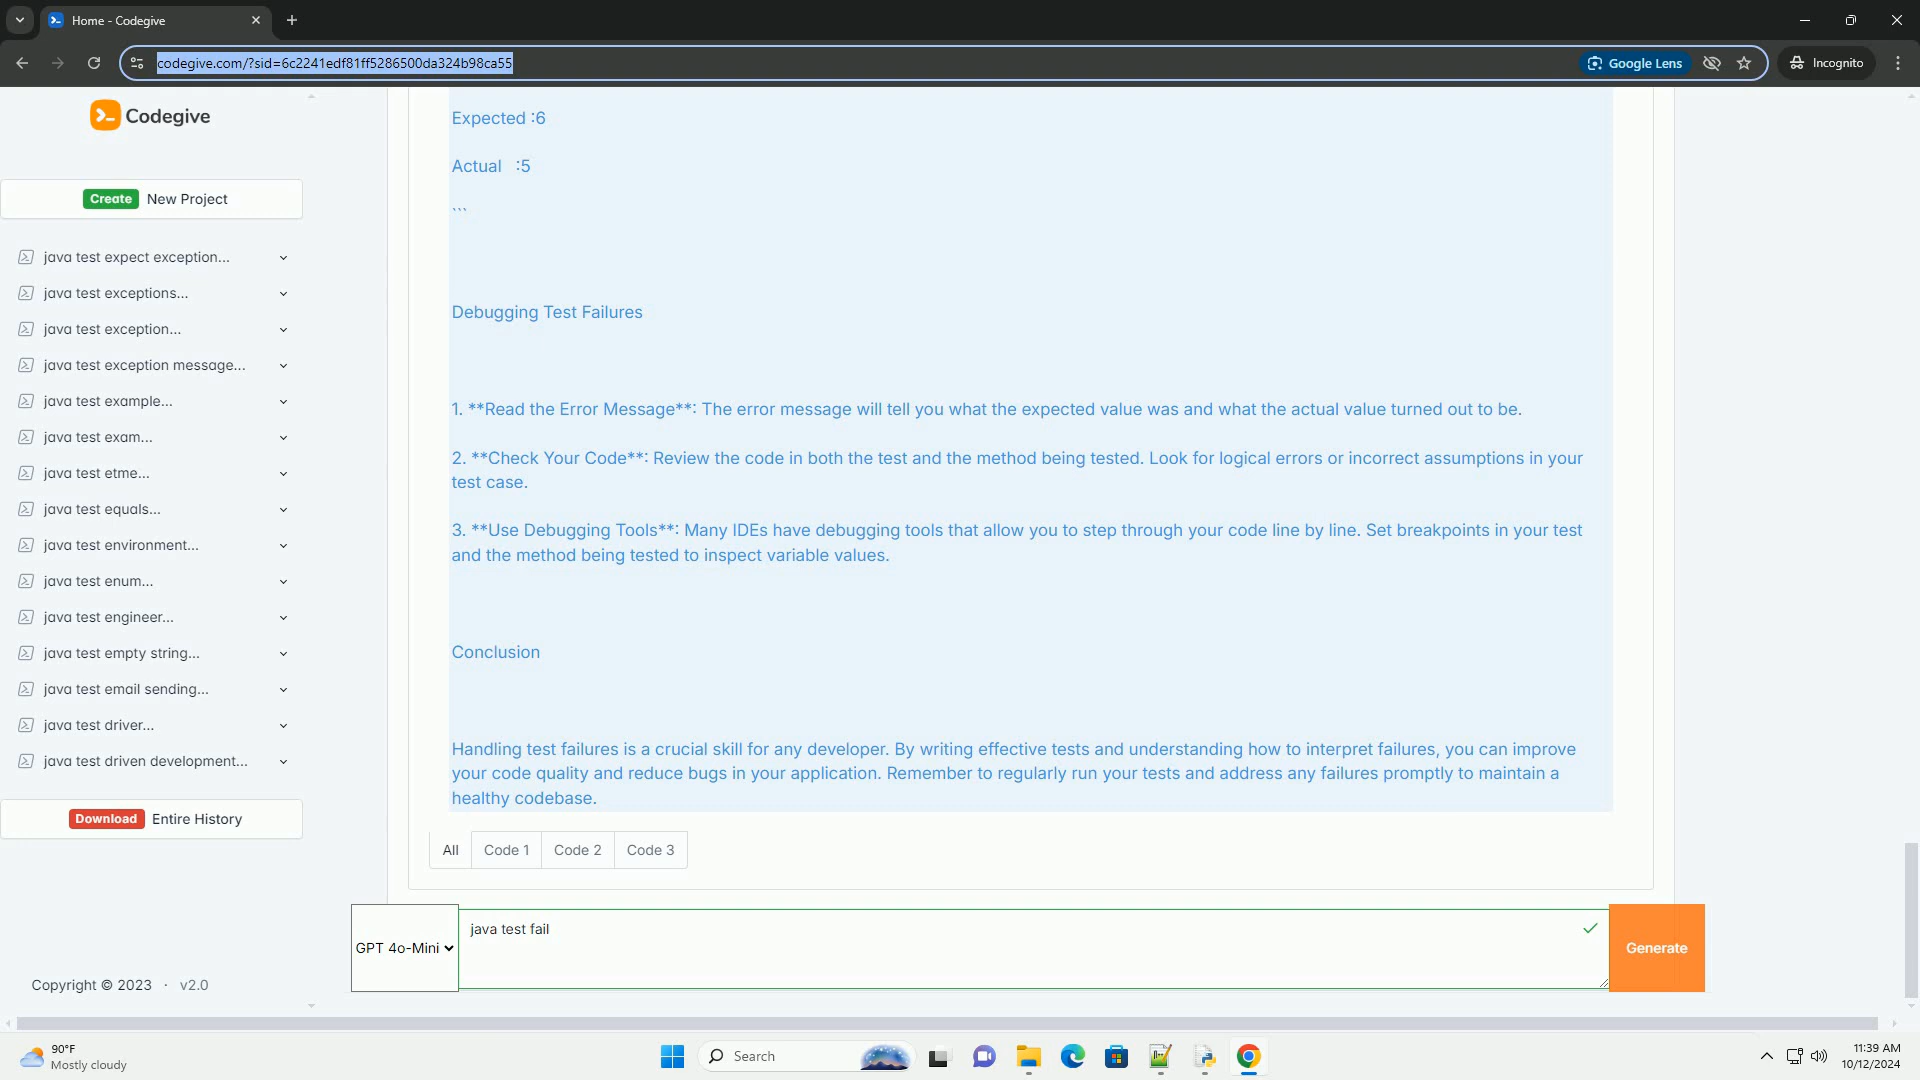 Home - Codegive
codegive.com/?sid=6c2241edf81ff5286500da324b98ca55
Google Lens
Incognito
Codegive
Create New Project
java test expect exception...
java test exceptions...
java test exception...
java test exception message...
java test example...
java test exam...
java test etme...
java test equals...
java test environment...
java test enum...
java test engineer...
java test empty string...
java test email sending...
java test driver...
java test driven development...
Download Entire History
Copyright © 2023 · v2.0
Expected :6
Actual :5
```
Debugging Test Failures
1. **Read the Error Message**: The error message will tell you what the expected value was and what the actual value turned out to be.
2. **Check Your Code**: Review the code in both the test and the method being tested. Look for logical errors or incorrect assumptions in your
test case.
3. **Use Debugging Tools**: Many IDEs have debugging tools that allow you to step through your code line by line. Set breakpoints in your test
and the method being tested to inspect variable values.
Conclusion
Handling test failures is a crucial skill for any developer. By writing effective tests and understanding how to interpret failures, you can improve
your code quality and reduce bugs in your application. Remember to regularly run your tests and address any failures promptly to maintain a
healthy codebase.
All Code 1 Code 2 Code 3
GPT 4o-Mini
java test fail
Generate
90°F
Mostly cloudy
Search
11:39 AM
10/12/2024